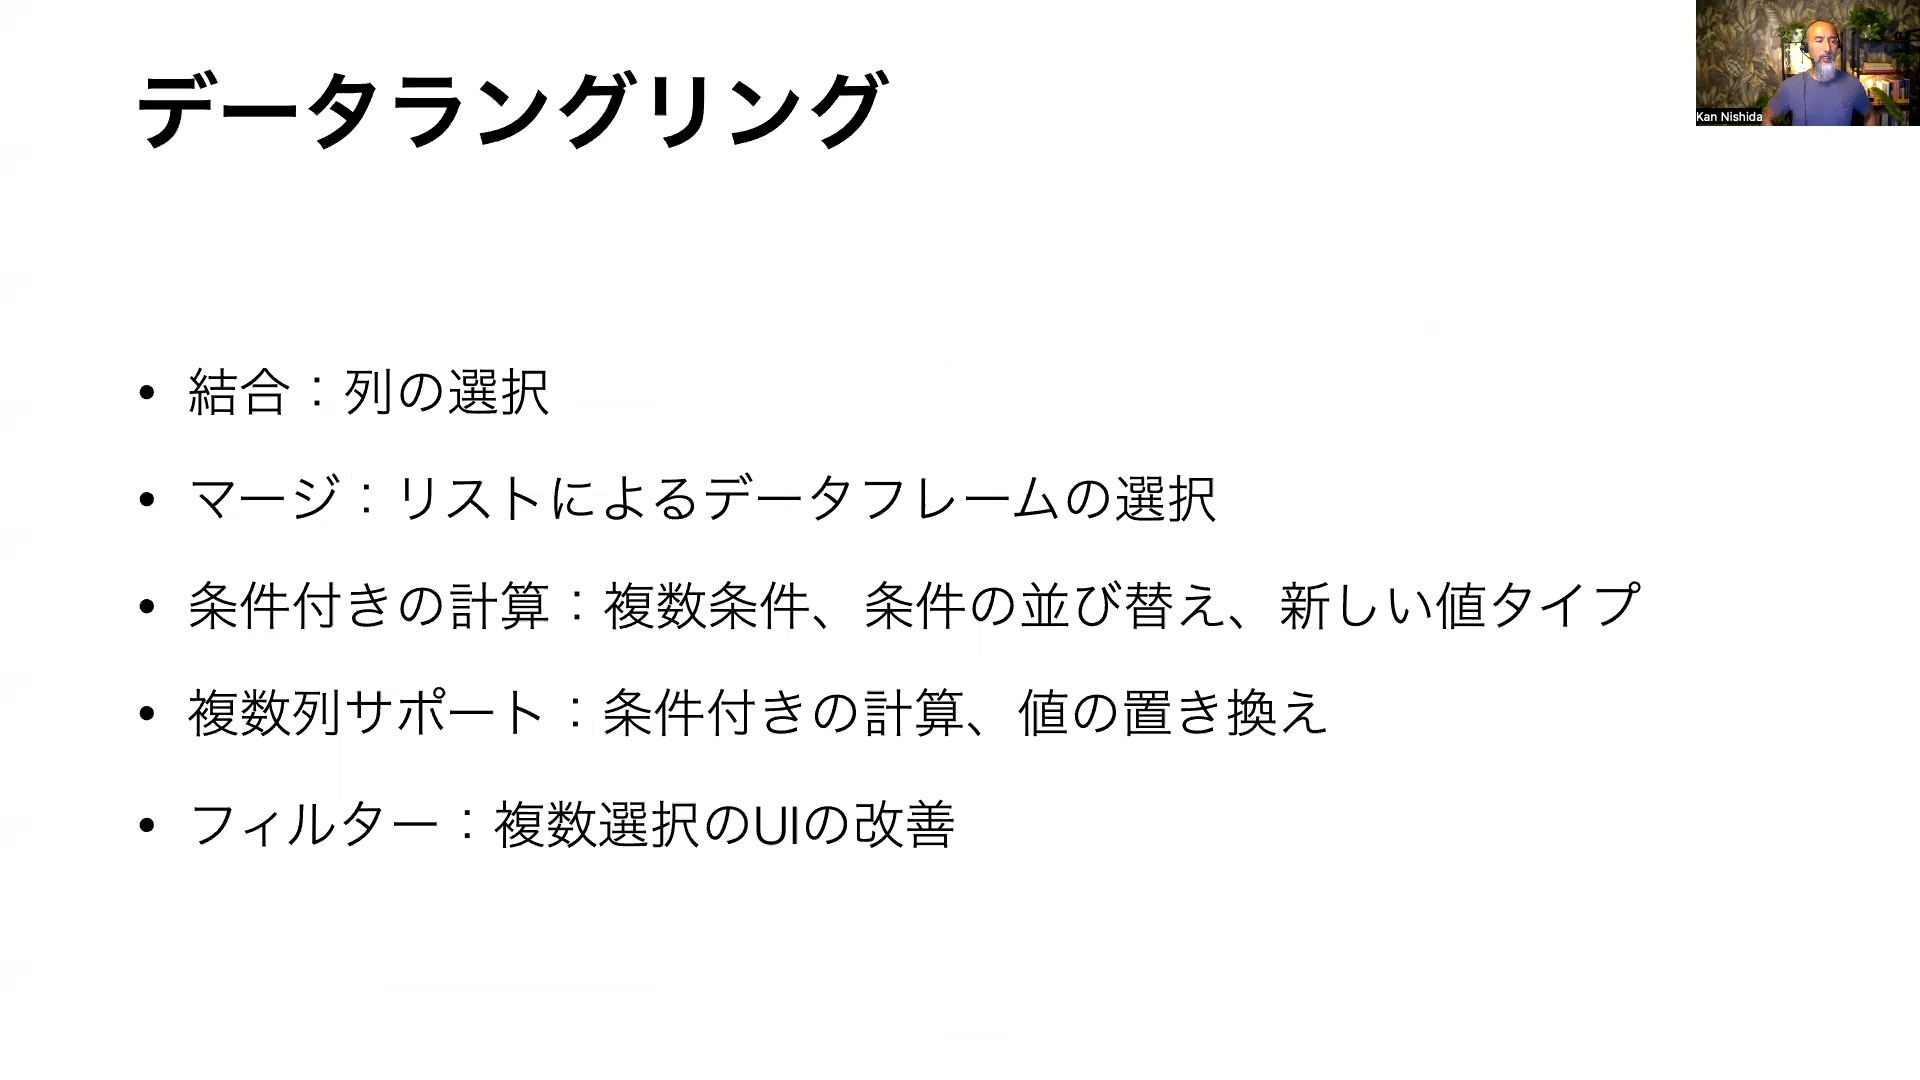 データラングリング
Kan Nishida
• 結合：列の選択
• マージ：リストによるデータフレームの選択
• 条件付きの計算：複数条件、条件の並び替え、新しい値タイプ
• 複数列サポート：条件付きの計算、値の置き換え
• フィルター：複数選択のUIの改善